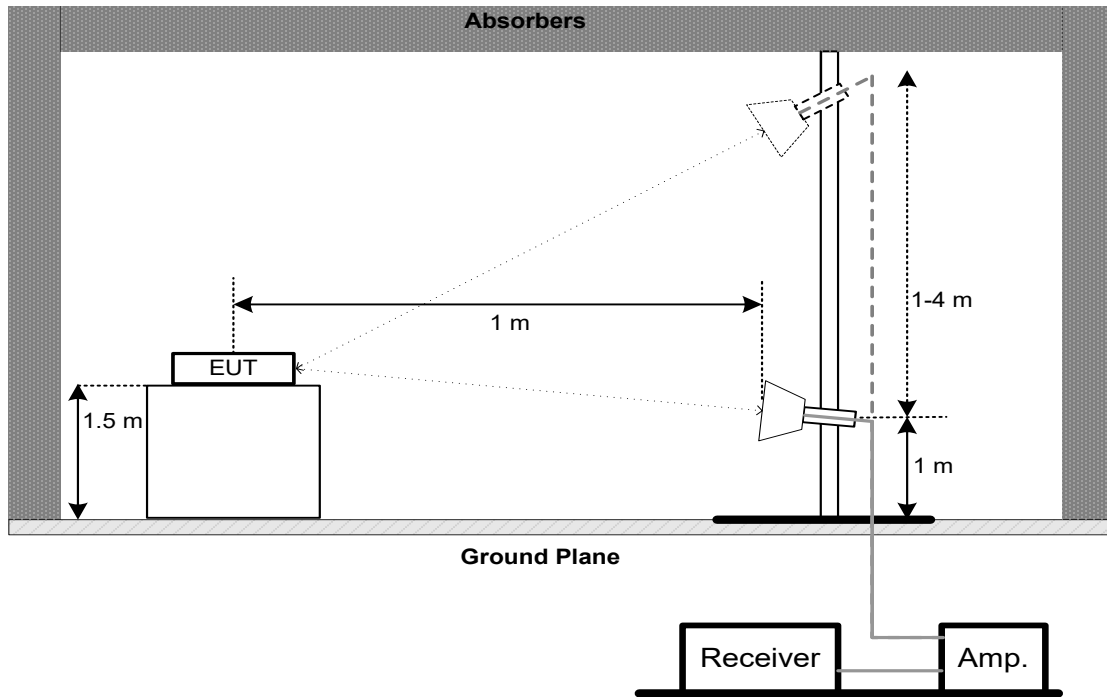 Absorbers
1-4 m
1 m
EUT
1.5 m
1 m
Ground Plane
Receiver
Amp.